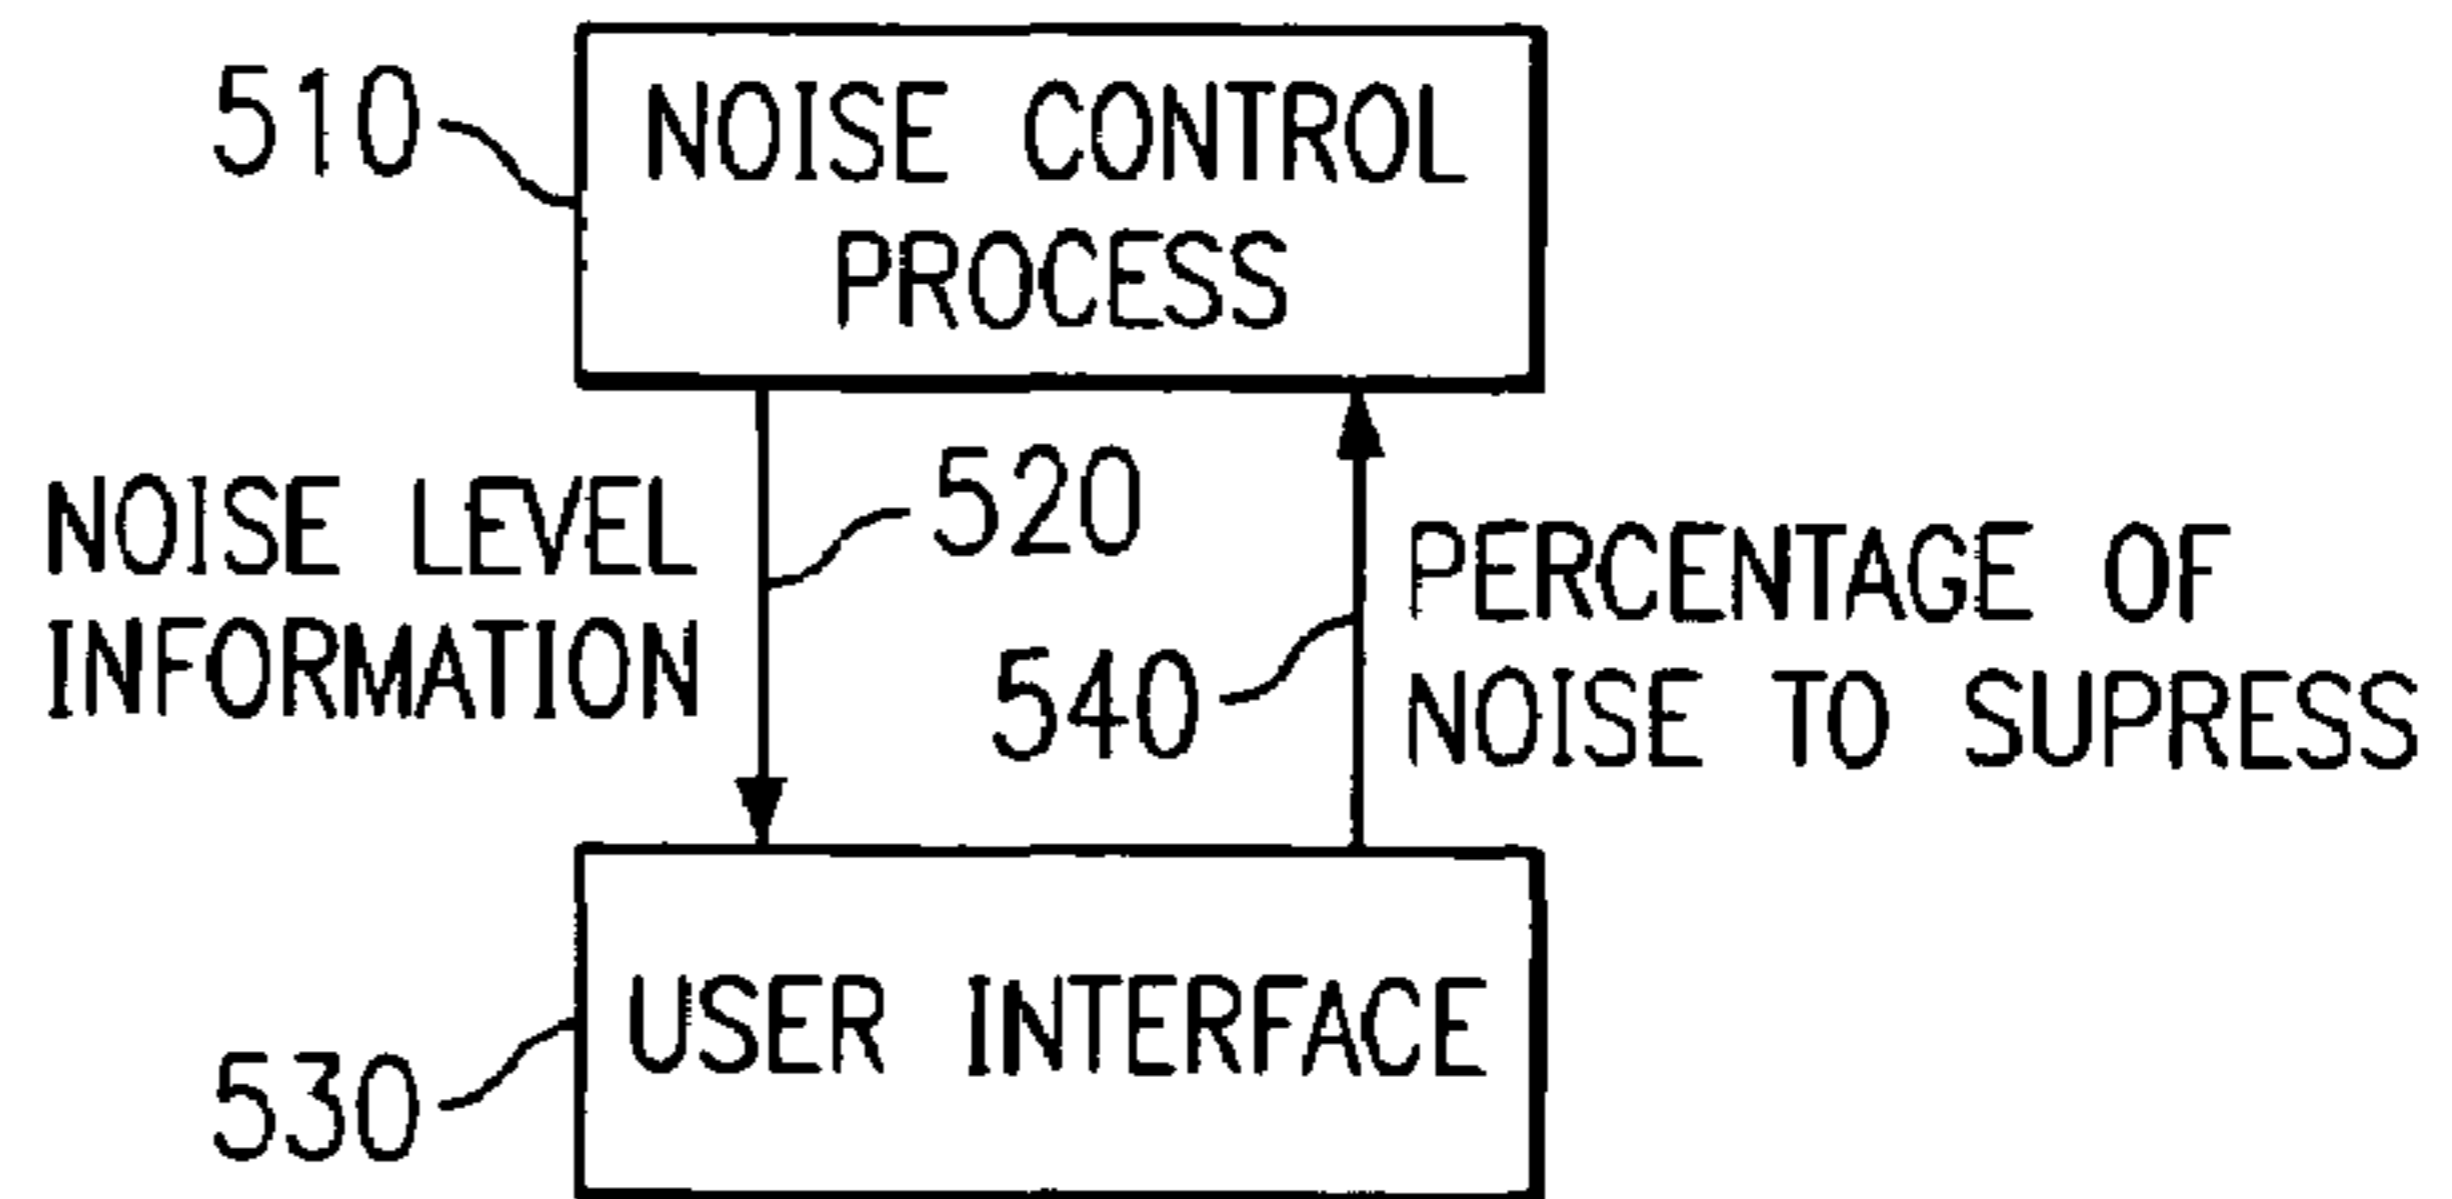 510
NOISE CONTROL
PROCESS
NOISE LEVEL
INFORMATION
520
540
PERCENTAGE OF
NOISE TO SUPRESS
530
USER INTERFACE